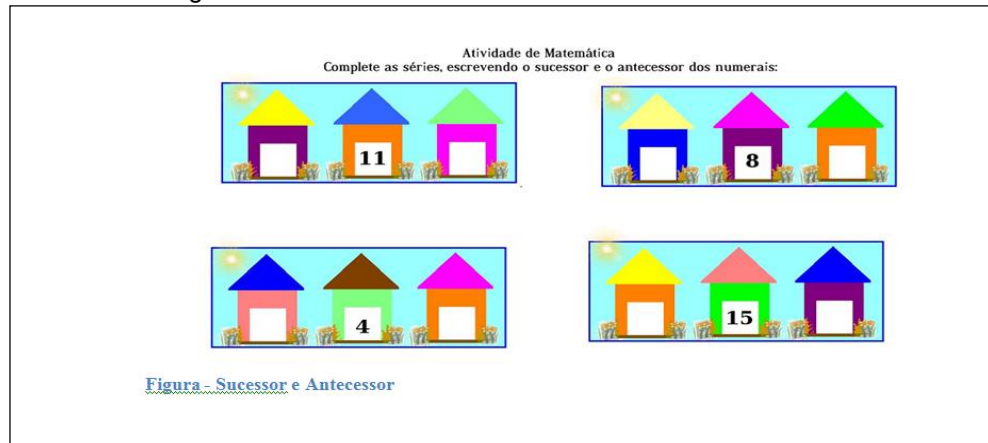 Atividade de Matemática
Complete as séries, escrevendo o sucessor e o antecessor dos numerais:
11
8
4
15
Figura - Sucessor e Antecessor